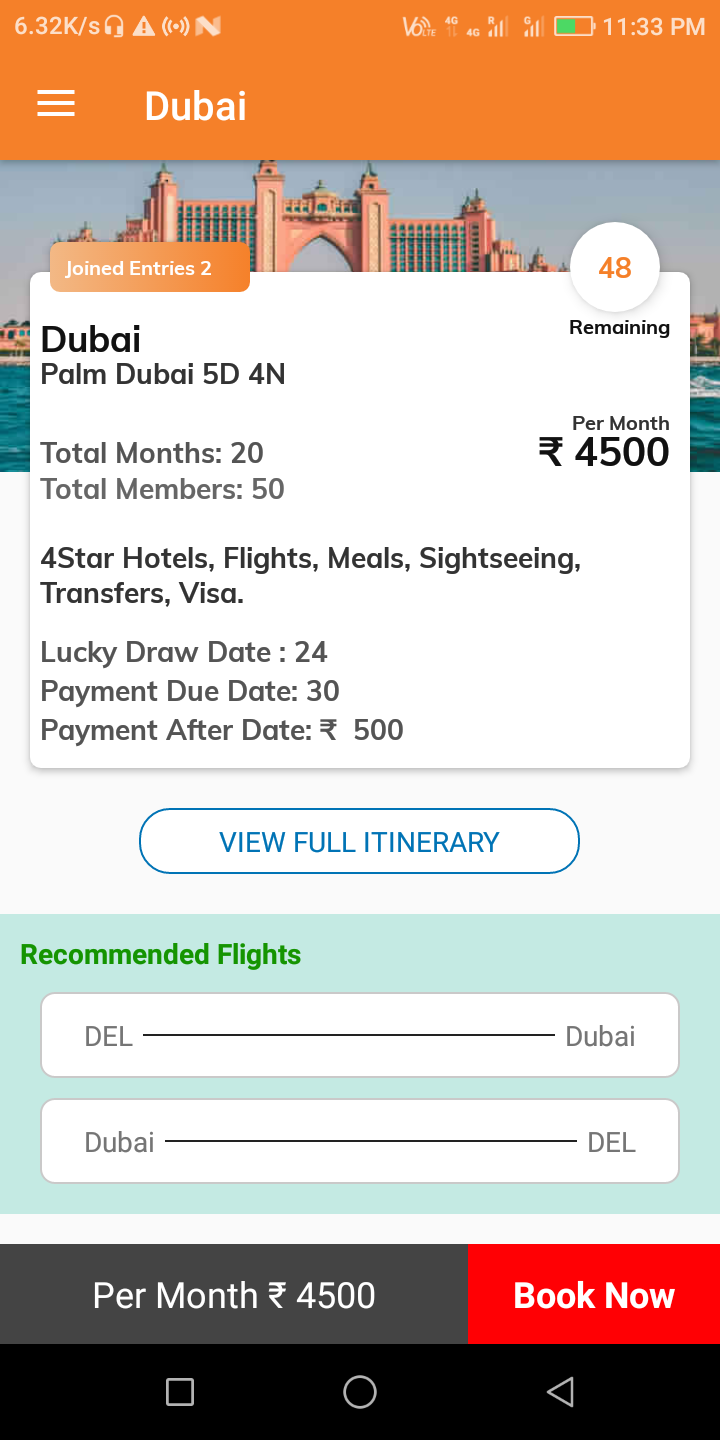 6.32K/s 11:33 PM
Dubai
Joined Entries 2
48
Remaining
Dubai
Palm Dubai 5D 4N
Per Month
₹ 4500
Total Months: 20
Total Members: 50
4Star Hotels, Flights, Meals, Sightseeing,
Transfers, Visa.
Lucky Draw Date : 24
Payment Due Date: 30
Payment After Date: ₹ 500
VIEW FULL ITINERARY
Recommended Flights
DEL Dubai
Dubai DEL
Per Month ₹ 4500 Book Now